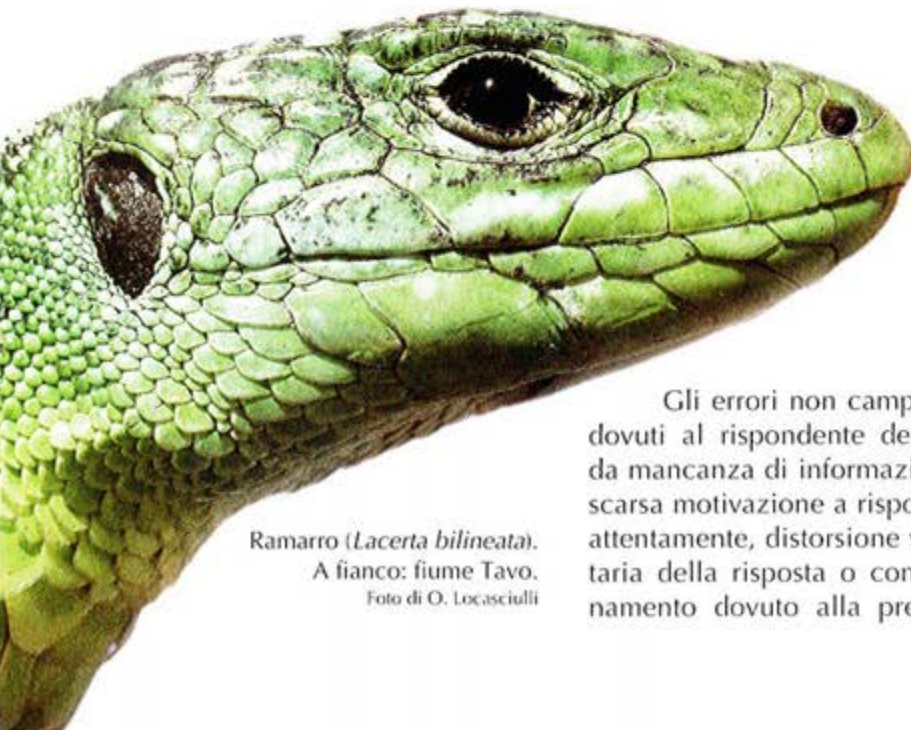 Ramarro (Lacerta bilineata).
A fianco: fiume Tavo.
Foto di O. Locasciulli
Gli errori non camp
dovuti al rispondente de
da mancanza di informazi
scarsa motivazione a rispo
attentamente, distorsione
taria della risposta o con
namento dovuto alla pre